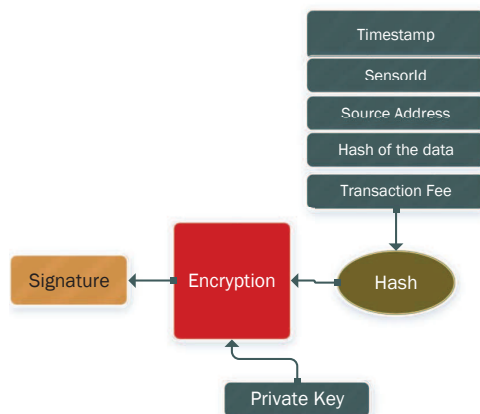 Timestamp
SensorId
Source Address
Hash of the data
Transaction Fee
Signature
Encryption
Hash
Private Key